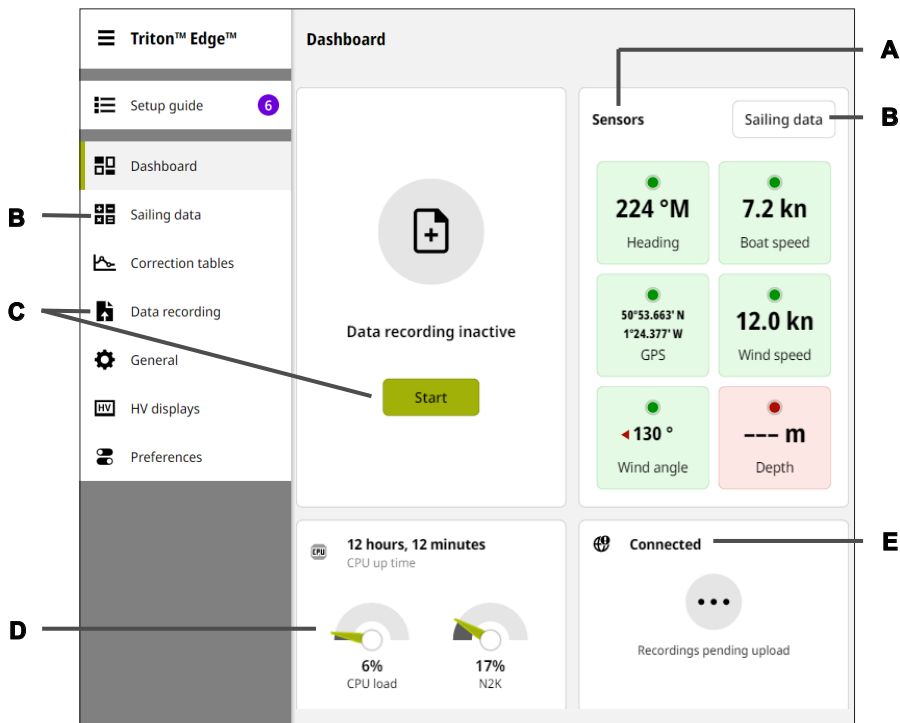 Triton™ Edge™
Dashboard
A
Setup guide
6
Sensors
Sailing data
B
Dashboard
224 °M
7.2 kn
Heading
Boat speed
B
Sailing data
Correction tables
50°53.663' N
1°24.377' W
GPS
12.0 kn
Wind speed
C
Data recording
Data recording inactive
General
Start
HV
HV displays
130 °
Wind angle
--- m
Depth
Preferences
CPU
12 hours, 12 minutes
CPU up time
Connected
E
D
6%
CPU load
17%
N2K
Recordings pending upload